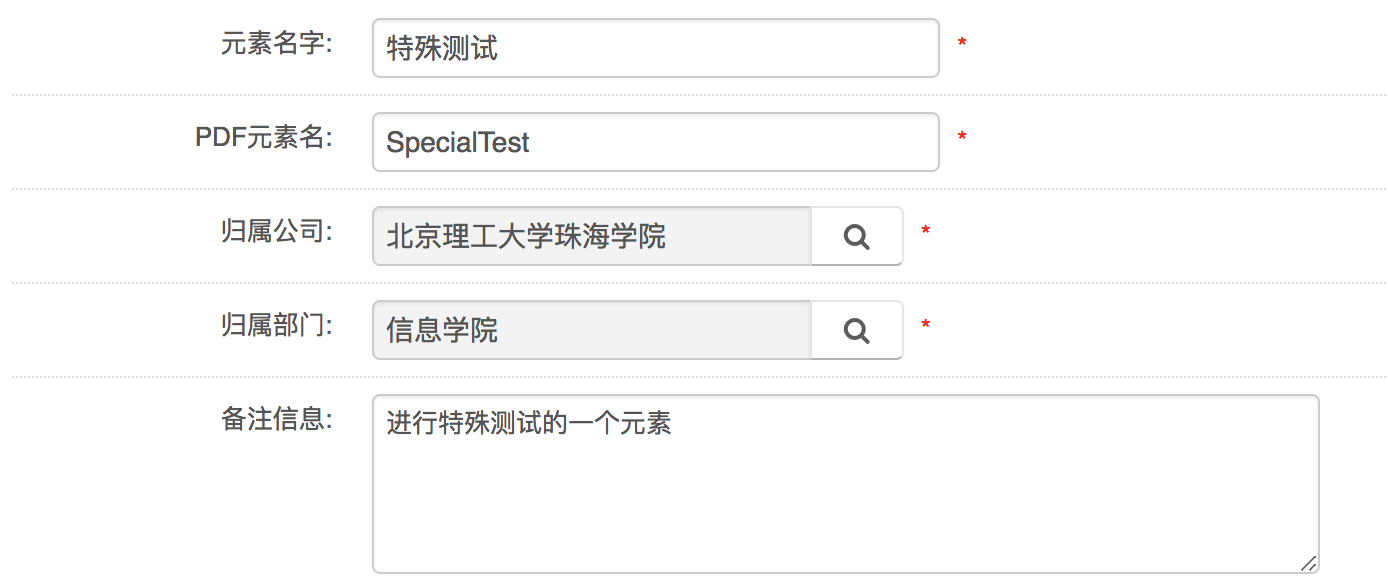 元素名字: 特殊测试 *
PDF元素名: SpecialTest *
归属公司: 北京理工大学珠海学院 *
归属部门: 信息学院 *
备注信息: 进行特殊测试的一个元素